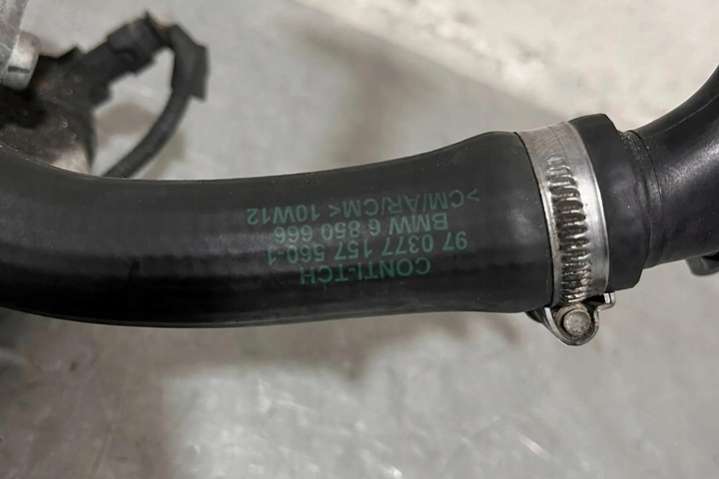 CONTI-TCH
97 0377 157 560-1
BMW 6 850 666
>CM/AR/CM< 10W12